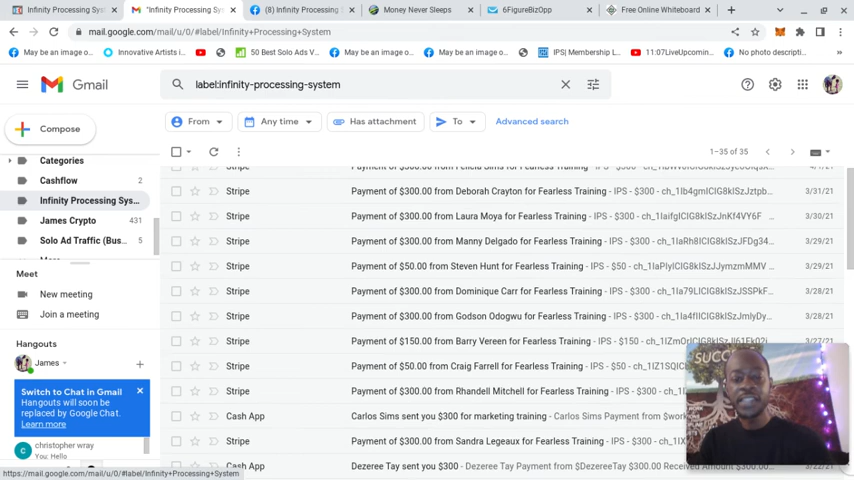 Infinity Processing System
"Infinity Processing System
(8) Infinity Processing S
Money Never Sleeps
6FigureBizOpp
Free Online Whiteboard
mail.google.com/mail/u/0/#label/Infinity+Processing+System
May be an image o
Innovative Artists i
50 Best Solo Ads V
May be an image of
May be an image of
[IPS]| Membership L
11:07LiveUpcomin
No photo descripti
Gmail
label:infinity-processing-system
From
Any time
Has attachment
To
Advanced search
Compose
1–35 of 35
Categories
Cashflow 2
Infinity Processing Sys...
James Crypto 431
Solo Ad Traffic (Bus... 5
Meet
New meeting
Join a meeting
Hangouts
James
Switch to Chat in Gmail
Hangouts will soon be
replaced by Google Chat.
Learn more
christopher wray
You: Hello
Stripe Payment of $300.00 from Deborah Crayton for Fearless Training - IPS - $300 3/31/21
Stripe Payment of $300.00 from Laura Moya for Fearless Training - IPS - $300 3/30/21
Stripe Payment of $300.00 from Manny Delgado for Fearless Training - IPS - $300 3/29/21
Stripe Payment of $50.00 from Steven Hunt for Fearless Training - IPS - $50 3/29/21
Stripe Payment of $300.00 from Dominique Carr for Fearless Training - IPS - $300 3/28/21
Stripe Payment of $300.00 from Godson Odogwu for Fearless Training - IPS - $300 3/28/21
Stripe Payment of $150.00 from Barry Vereen for Fearless Training - IPS - $150 3/27/21
Stripe Payment of $50.00 from Craig Farrell for Fearless Training - IPS - $50
Stripe Payment of $300.00 from Rhandell Mitchell for Fearless Training - IPS - $300
Cash App Carlos Sims sent you $300 for marketing training - Carlos Sims Payment from
Stripe Payment of $300.00 from Sandra Legeaux for Fearless Training - IPS - $300
Cash App Dezeree Tay sent you $300 - Dezeree Tay Payment from $DezereeTay $300.00 Received Amount $300 3/22/21
SUCCE
https://mail.google.com/mail/u/0/#label/Infinity+Processing+System